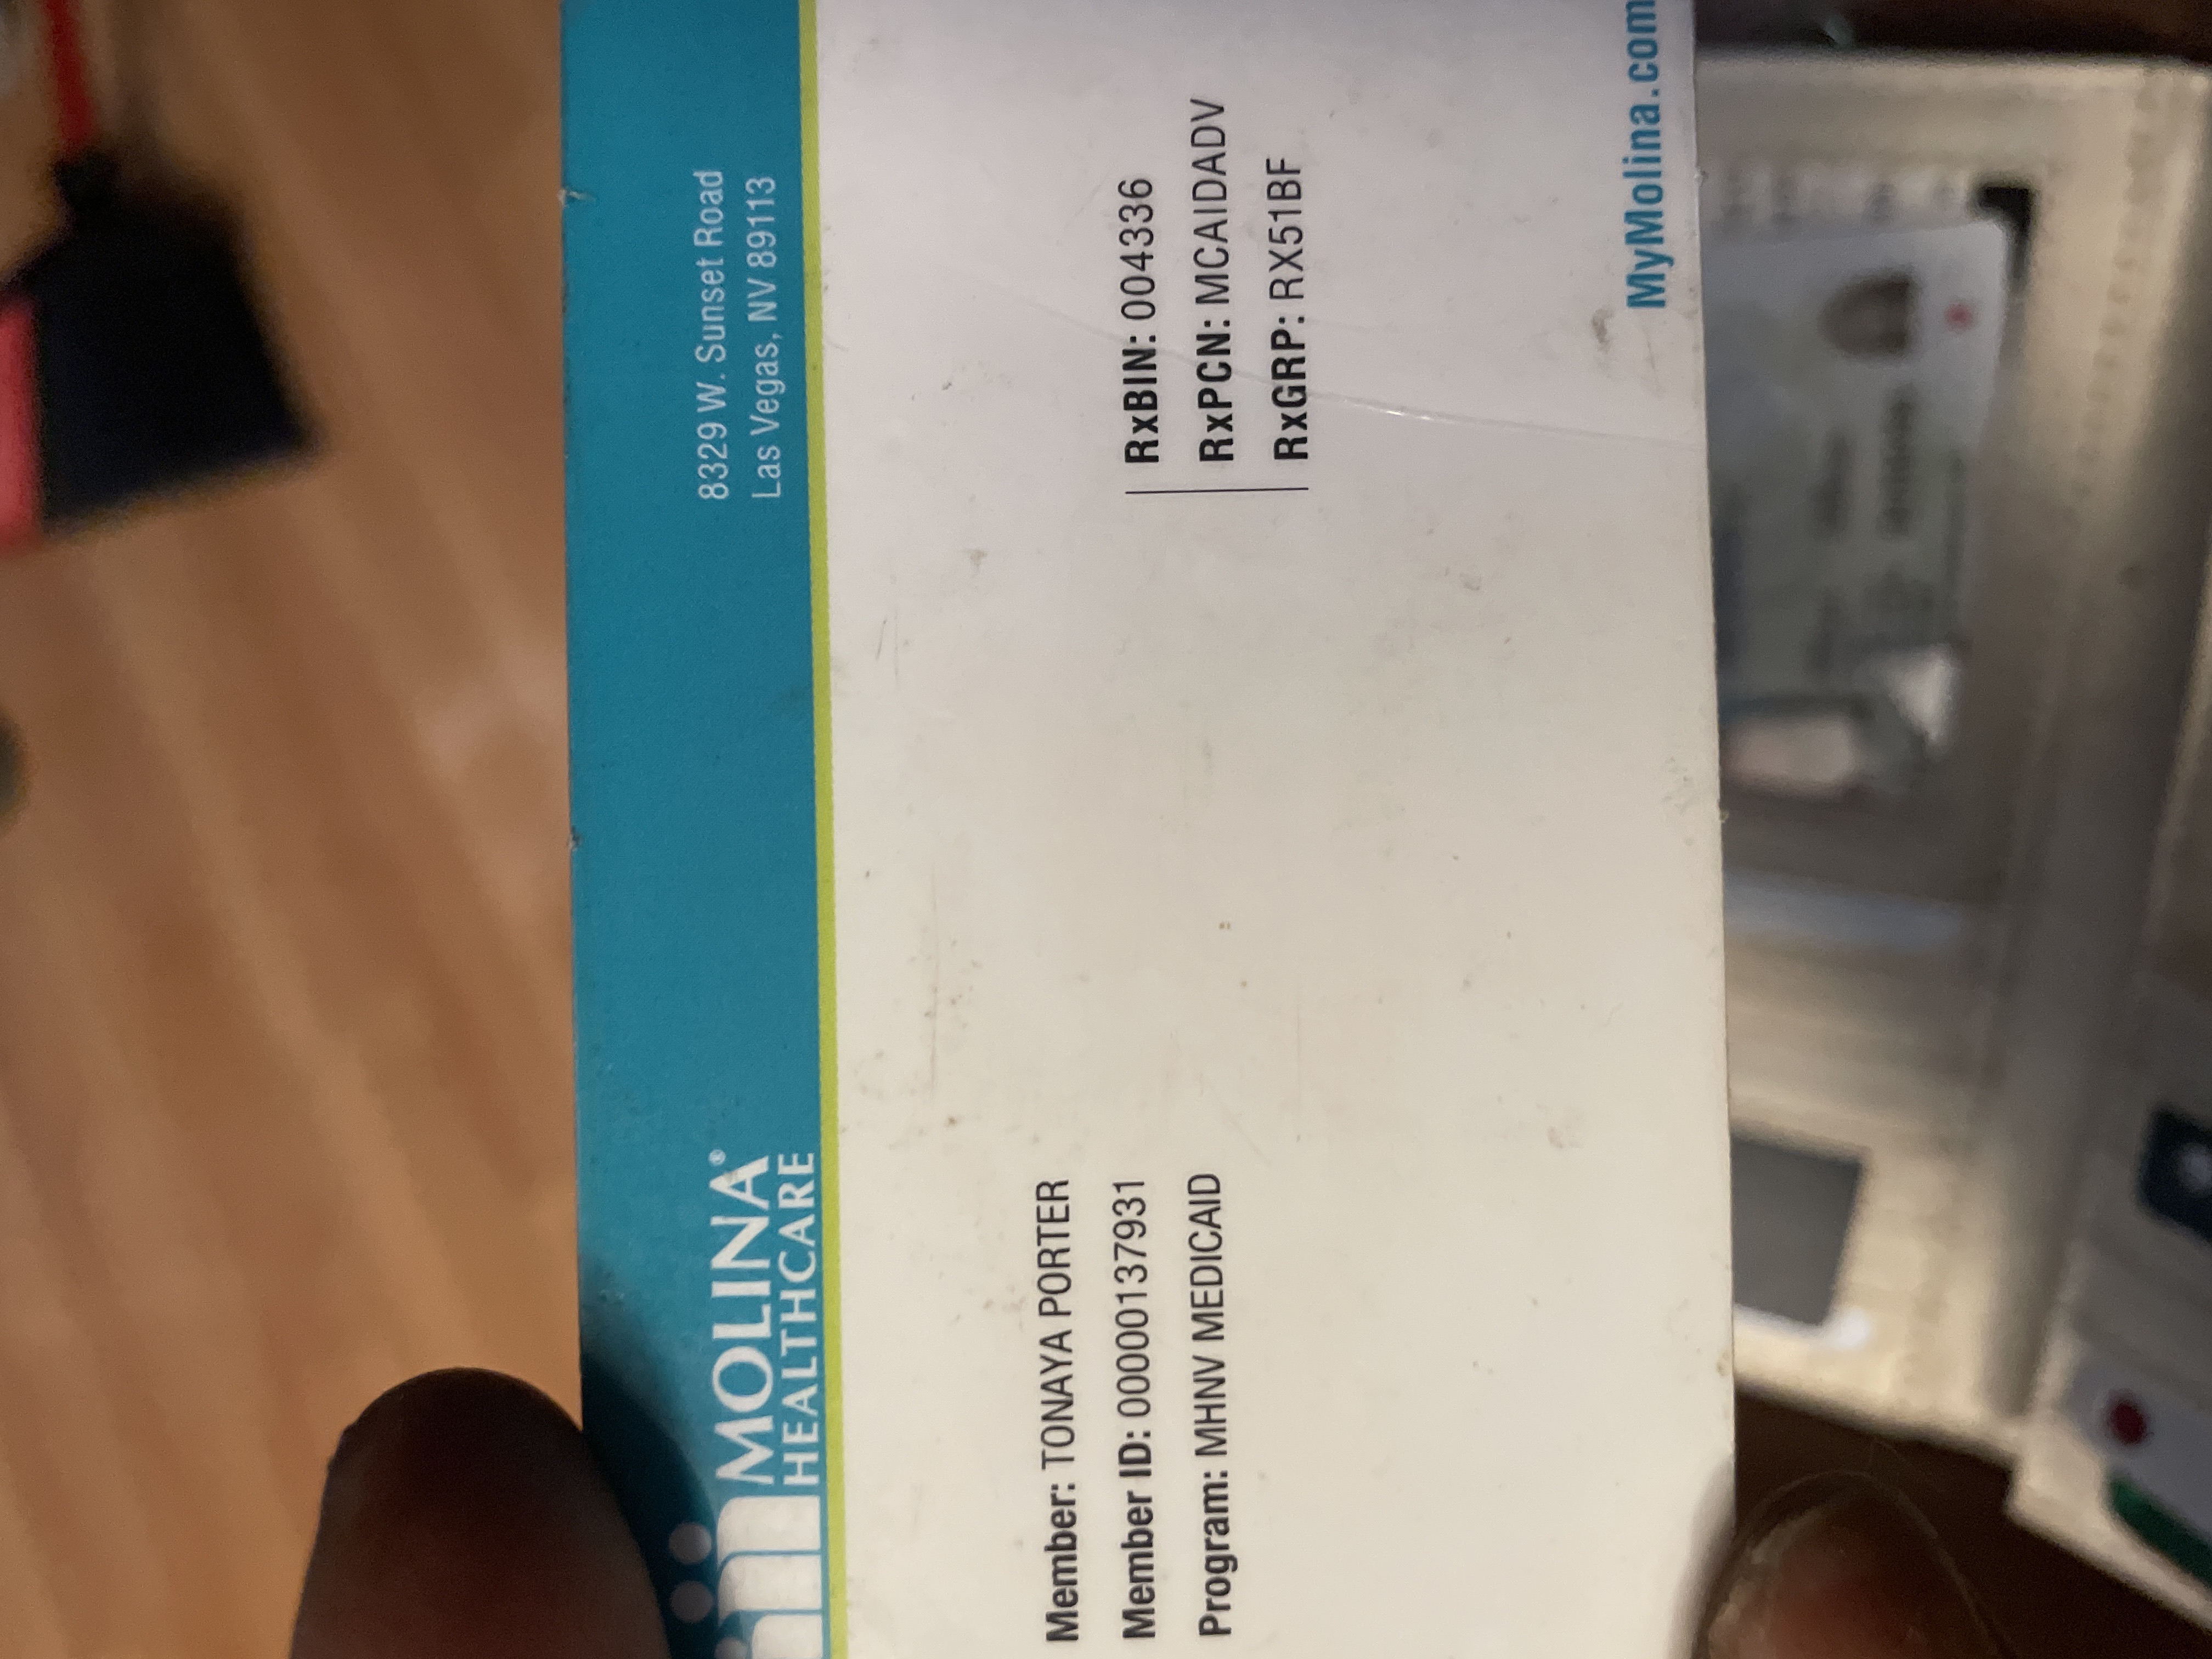 MOLINA®
HEALTHCARE
8329 W. Sunset Road
Las Vegas, NV 89113
Member: TONAYA PORTER
Member ID: 000000137931
Program: MHNV MEDICAID
RxBIN: 004336
RxPCN: MCAIDADV
RxGRP: RX51BF
MyMolina.com